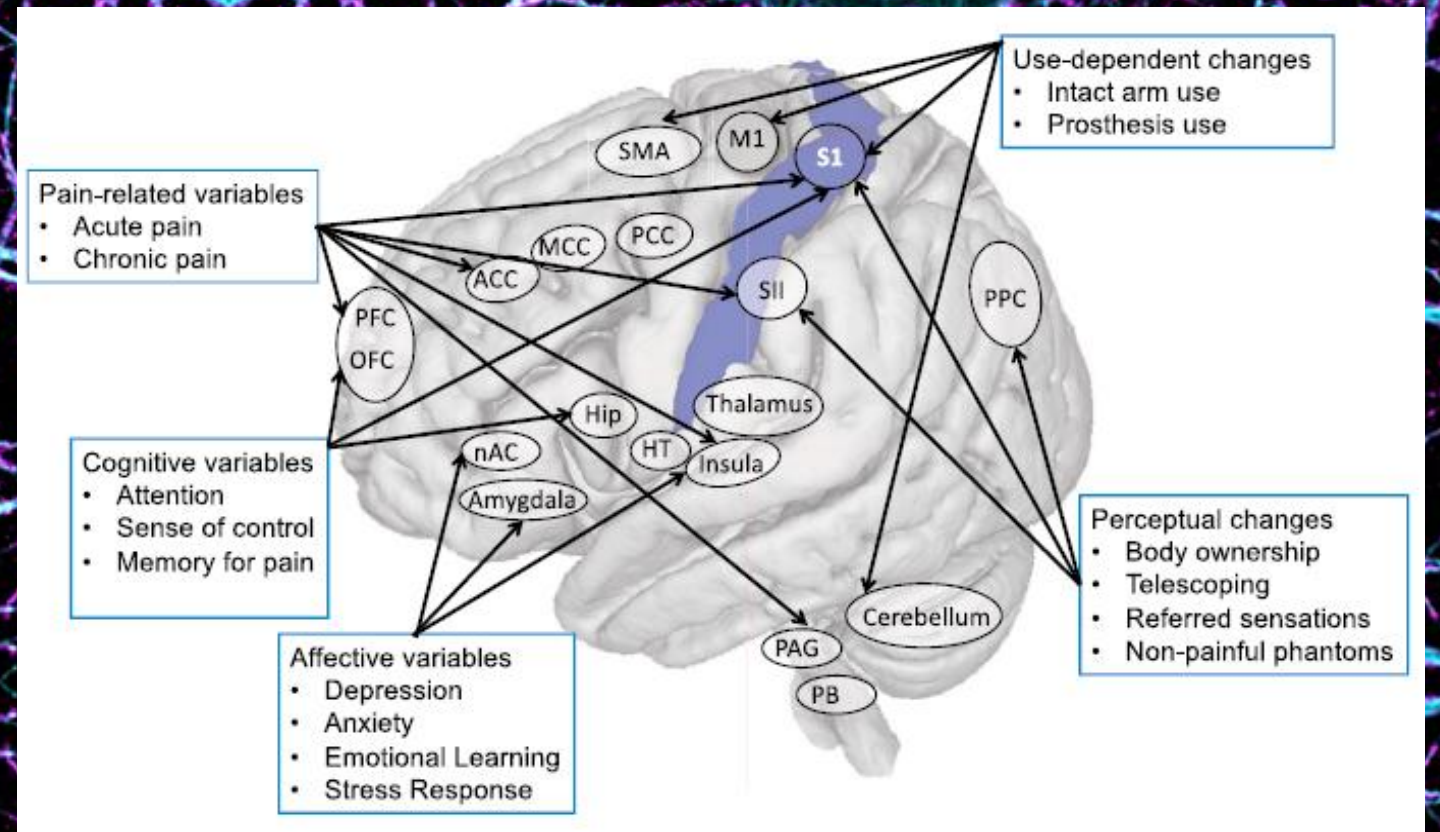 Use-dependent changes
• Intact arm use
• Prosthesis use
Pain-related variables
• Acute pain
• Chronic pain
SMA
M1
S1
MCC
PCC
ACC
SII
PPC
PFC
OFC
Hip
Thalamus
HT
Insula
nAC
Amygdala
Cognitive variables
• Attention
• Sense of control
• Memory for pain
Perceptual changes
• Body ownership
• Telescoping
• Referred sensations
• Non-painful phantoms
Cerebellum
PAG
PB
Affective variables
• Depression
• Anxiety
• Emotional Learning
• Stress Response